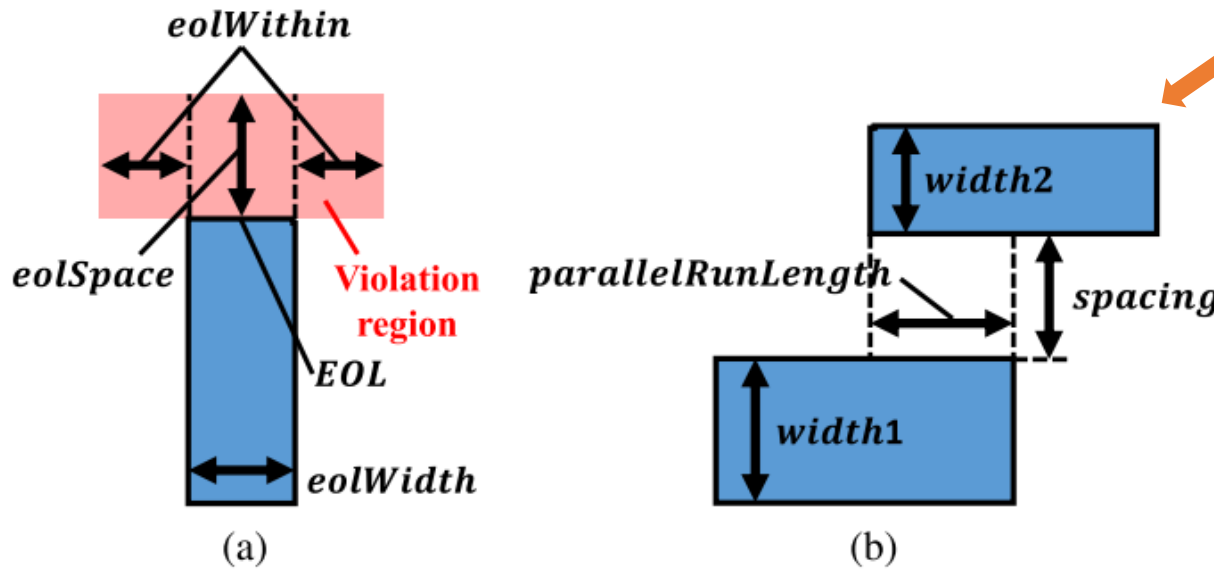 eolWithin
eolSpace
Violation
region
EOL
eolWidth
(a)
width2
parallelRunLength
spacing
width1
(b)